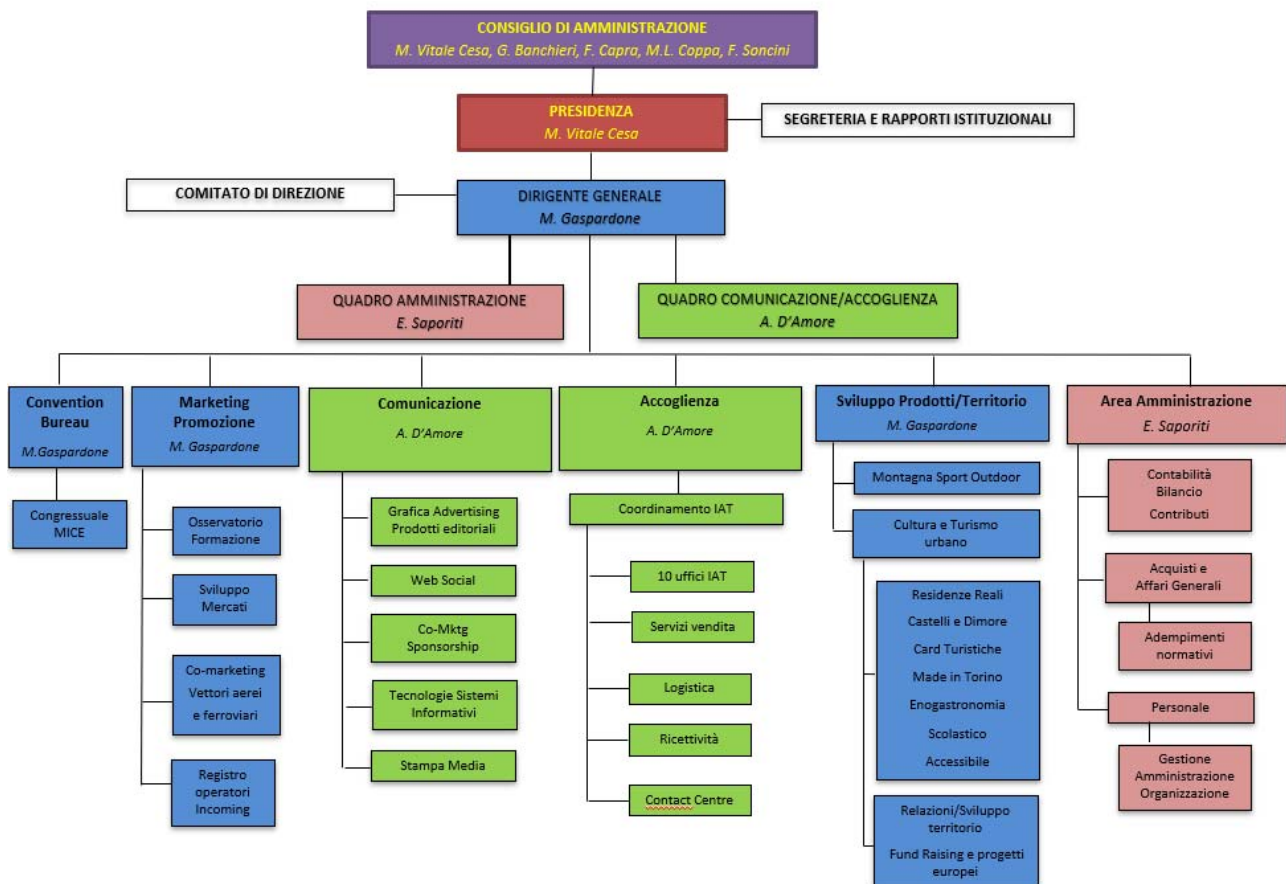 CONSIGLIO DI AMMINISTRAZIONE
M. Vitale Cesa, G. Banchieri, F. Capra, M.L. Coppa, F. Soncini
PRESIDENZA
M. Vitale Cesa
SEGRETERIA E RAPPORTI ISTITUZIONALI
COMITATO DI DIREZIONE
DIRIGENTE GENERALE
M. Gaspardone
QUADRO AMMINISTRAZIONE
E. Saporiti
QUADRO COMUNICAZIONE/ACCOGLIENZA
A. D'Amore
Convention
Bureau
M.Gaspardone
Congressuale
MICE
Marketing
Promozione
M. Gaspardone
Osservatorio
Formazione
Sviluppo
Mercati
Co-marketing
Vettori aerei
e ferroviari
Registro
operatori
Incoming
Comunicazione
A. D'Amore
Grafica Advertising
Prodotti editoriali
Web Social
Co-Mktg
Sponsorship
Tecnologie Sistemi
Informativi
Stampa Media
Accoglienza
A. D'Amore
Coordinamento IAT
10 uffici IAT
Servizi vendita
Logistica
Ricettività
Contact Centre
Sviluppo Prodotti/Territorio
M. Gaspardone
Montagna Sport Outdoor
Cultura e Turismo
urbano
Residenze Reali
Castelli e Dimore
Card Turistiche
Made in Torino
Enogastronomia
Scolastico
Accessibile
Relazioni/Sviluppo
territorio
Fund Raising e progetti
europei
Area Amministrazione
E. Saporiti
Contabilità
Bilancio
Contributi
Acquisti e
Affari Generali
Adempimenti
normativi
Personale
Gestione
Amministrazione
Organizzazione